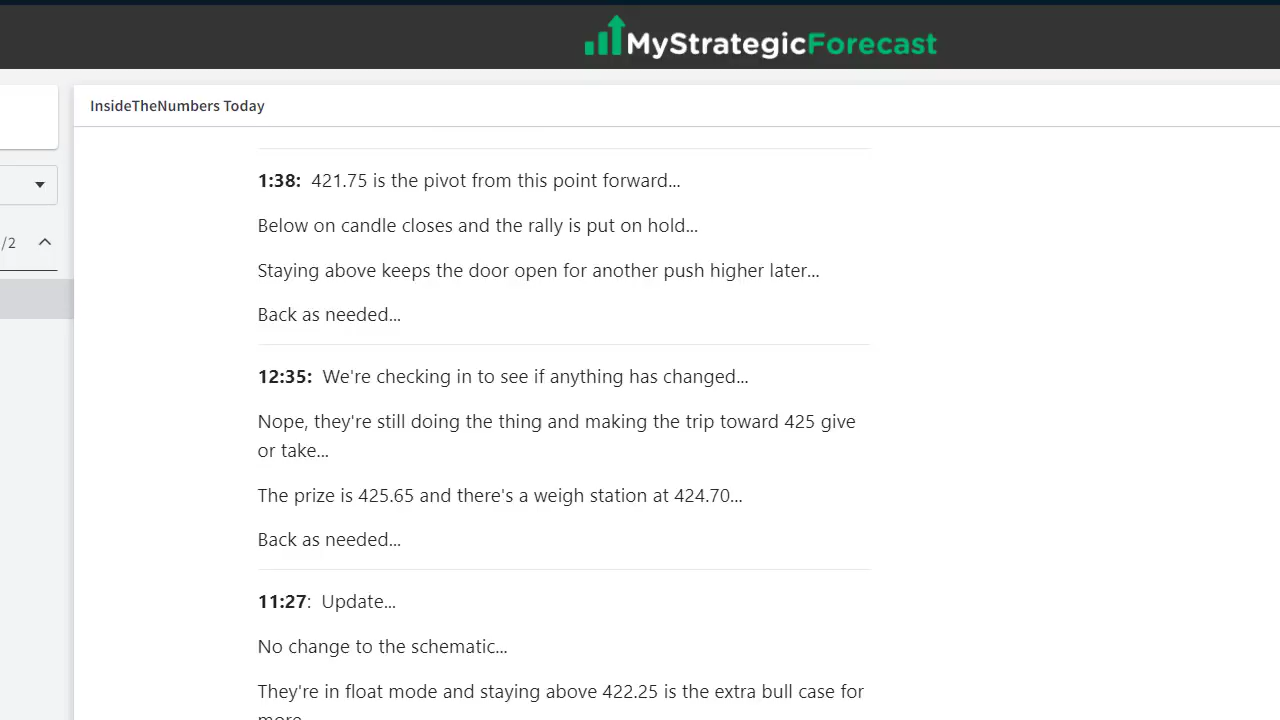 MyStrategicForecast
InsideTheNumbers Today
1:38: 421.75 is the pivot from this point forward...
Below on candle closes and the rally is put on hold...
/2
Staying above keeps the door open for another push higher later...
Back as needed...
12:35: We're checking in to see if anything has changed...
Nope, they're still doing the thing and making the trip toward 425 give
or take...
The prize is 425.65 and there's a weigh station at 424.70...
Back as needed...
11:27: Update...
No change to the schematic...
They're in float mode and staying above 422.25 is the extra bull case for
more